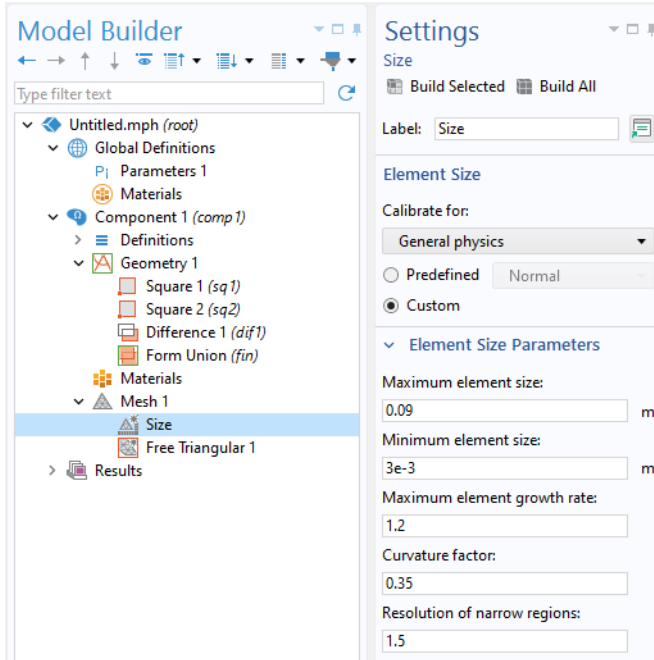 Model Builder
Type filter text
Untitled.mph (root)
Global Definitions
Pi Parameters 1
Materials
Component 1 (comp1)
Definitions
Geometry 1
Square 1 (sq1)
Square 2 (sq2)
Difference 1 (dif1)
Form Union (fin)
Materials
Mesh 1
Size
Free Triangular 1
Results
Settings
Size
Build Selected Build All
Label: Size
Element Size
Calibrate for:
General physics
Predefined Normal
Custom
Element Size Parameters
Maximum element size:
0.09 m
Minimum element size:
3e-3 m
Maximum element growth rate:
1.2
Curvature factor:
0.35
Resolution of narrow regions:
1.5